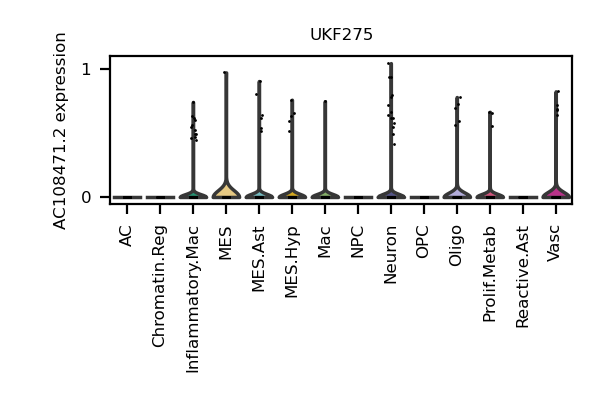 UKF275
AC108471.2 expression
1
0
AC
Chromatin.Reg
Inflammatory.Mac
MES
MES.Ast
MES.Hyp
Mac
NPC
Neuron
OPC
Oligo
Prolif.Metab
Reactive.Ast
Vasc